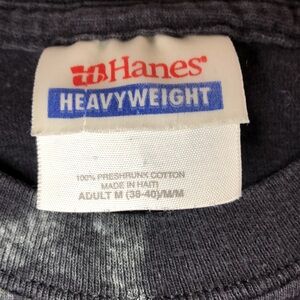 Hanes®
HEAVYWEIGHT
100% PRESHRUNK COTTON
MADE IN HAITI
ADULT M (38-40)/M/M